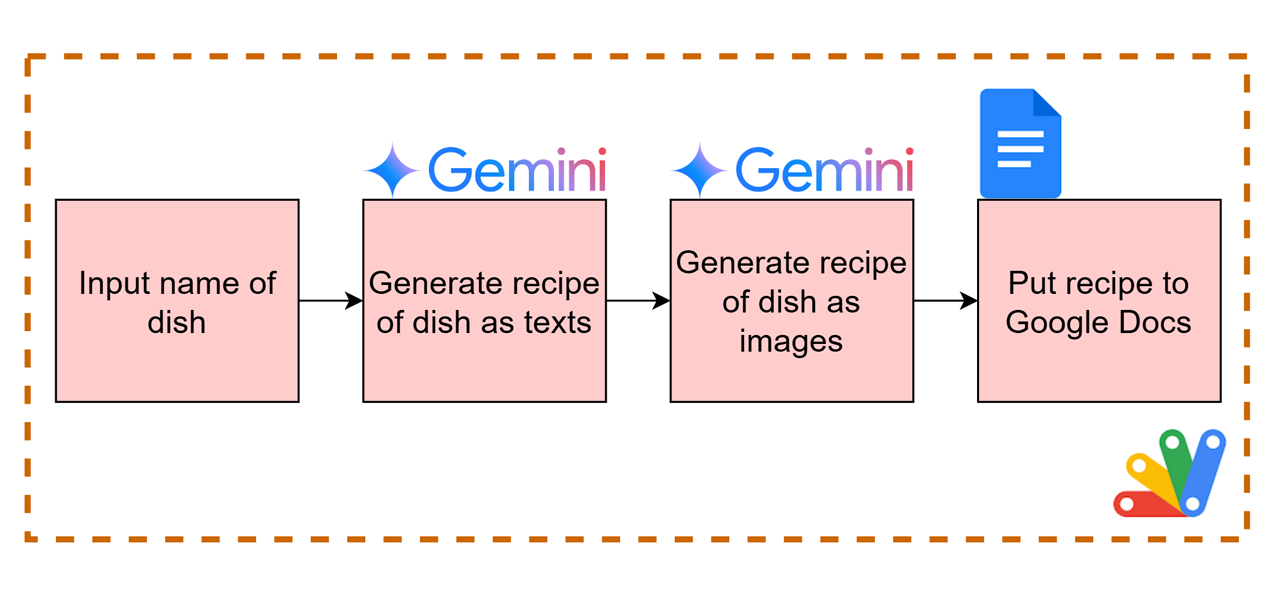 Gemini
Gemini
Input name of
dish
Generate recipe
of dish as texts
Generate recipe
of dish as
images
Put recipe to
Google Docs